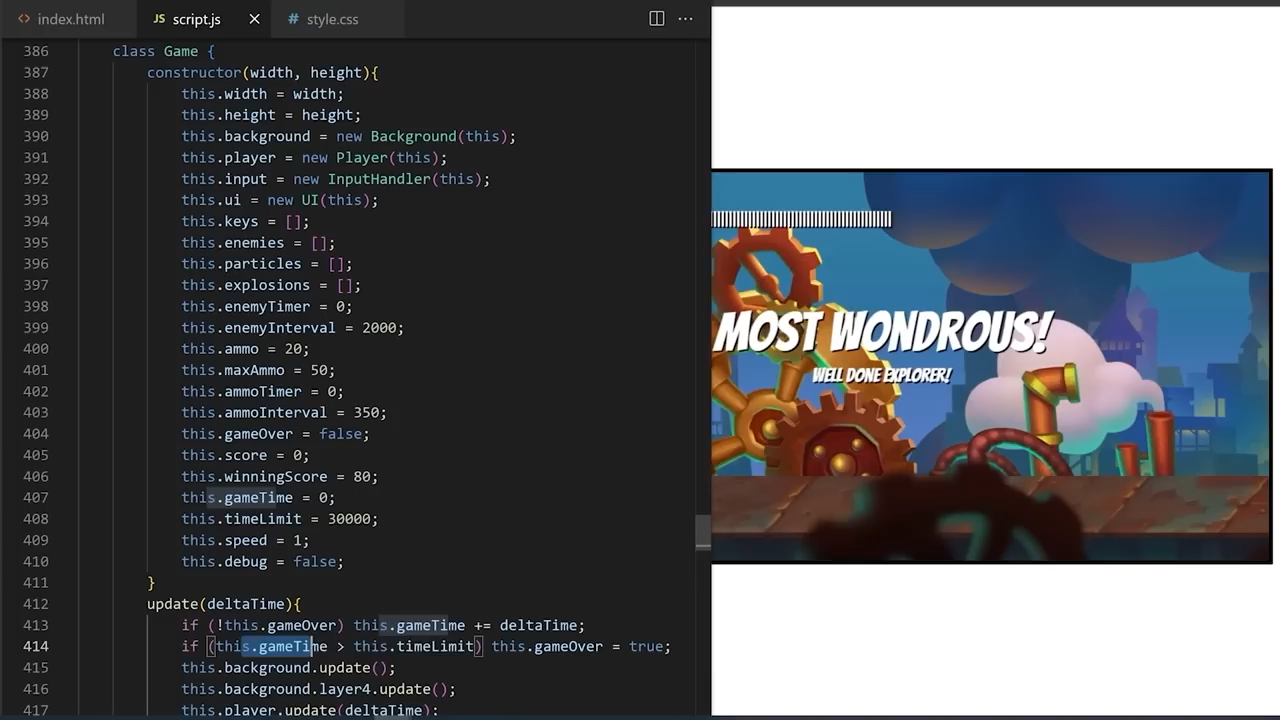 <> index.html
JS script.js
# style.css
386 class Game {
387 constructor(width, height){
388 this.width = width;
389 this.height = height;
390 this.background = new Background(this);
391 this.player = new Player(this);
392 this.input = new InputHandler(this);
393 this.ui = new UI(this);
394 this.keys = [];
395 this.enemies = [];
396 this.particles = [];
397 this.explosions = [];
398 this.enemyTimer = 0;
399 this.enemyInterval = 2000;
400 this.ammo = 20;
401 this.maxAmmo = 50;
402 this.ammoTimer = 0;
403 this.ammoInterval = 350;
404 this.gameOver = false;
405 this.score = 0;
406 this.winningScore = 80;
407 this.gameTime = 0;
408 this.timeLimit = 30000;
409 this.speed = 1;
410 this.debug = false;
411 }
412 update(deltaTime){
413 if (!this.gameOver) this.gameTime += deltaTime;
414 if (this.gameTime > this.timeLimit) this.gameOver = true;
415 this.background.update();
416 this.background.layer4.update();
417 this.player.update(deltaTime);
MOST WONDROUS!
WELL DONE EXPLORER!